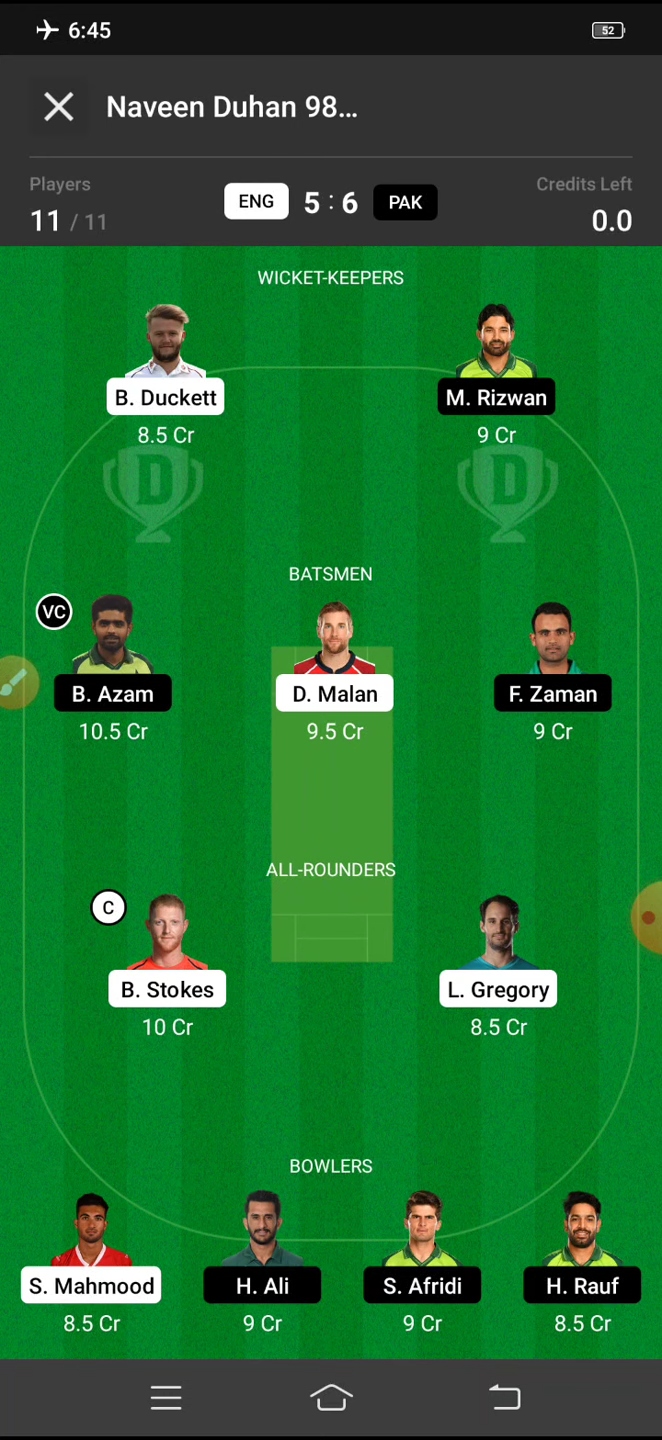 6:45
52
Naveen Duhan 98...
Players
Credits Left
11 / 11
ENG 5 : 6 PAK
0.0
WICKET-KEEPERS
B. Duckett
M. Rizwan
8.5 Cr
9 Cr
D
D
BATSMEN
VC
B. Azam
D. Malan
F. Zaman
10.5 Cr
9.5 Cr
9 Cr
ALL-ROUNDERS
C
B. Stokes
L. Gregory
10 Cr
8.5 Cr
BOWLERS
S. Mahmood
H. Ali
S. Afridi
H. Rauf
8.5 Cr
9 Cr
9 Cr
8.5 Cr